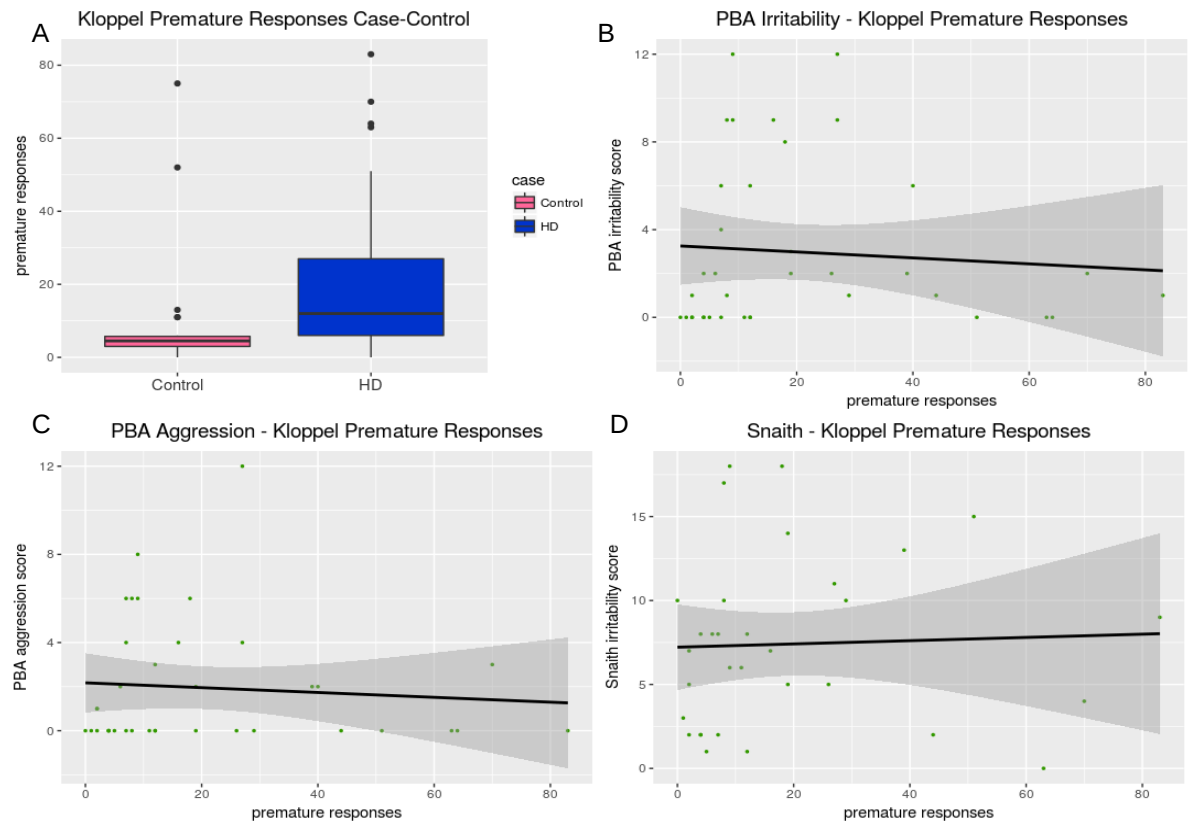 A
Kloppel Premature Responses Case-Control
premature responses
80
60
40
20
0
Control
HD
case
Control
HD
B
PBA Irritability - Kloppel Premature Responses
PBA irritability score
12
8
4
0
0 20 40 60 80
premature responses
C
PBA Aggression - Kloppel Premature Responses
PBA aggression score
12
8
4
0
0 20 40 60 80
premature responses
D
Snaith - Kloppel Premature Responses
Snaith irritability score
15
10
5
0
0 20 40 60 80
premature responses